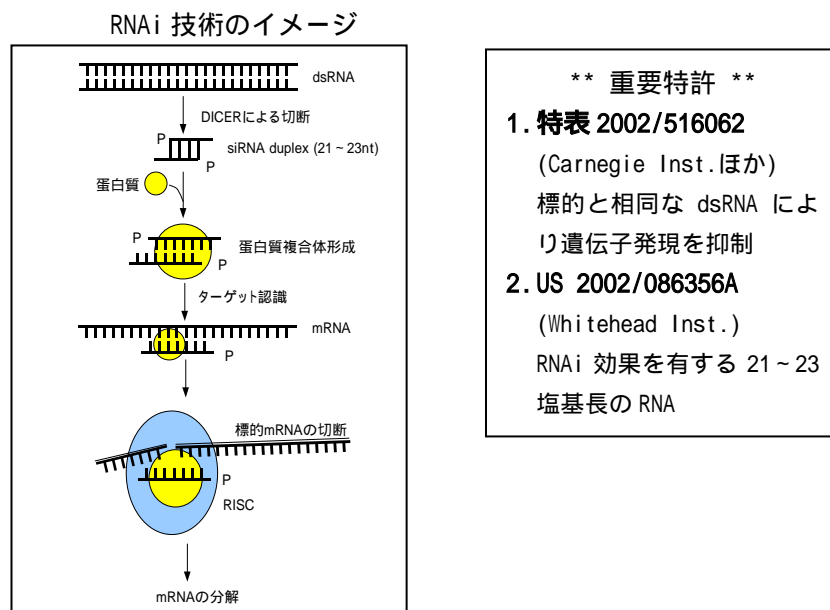 RNAi 技術のイメージ
dsRNA
DICERによる切断
P
siRNA duplex (21~23nt)
P
蛋白質
P
蛋白質複合体形成
P
ターゲット認識
mRNA
P
標的mRNAの切断
P
RISC
mRNAの分解
** 重要特許 **
1.特表 2002/516062
(Carnegie Inst.ほか)
標的と相同な dsRNA によ
り遺伝子発現を抑制
2.US 2002/086356A
(Whitehead Inst.)
RNAi 効果を有する 21~23
塩基長の RNA